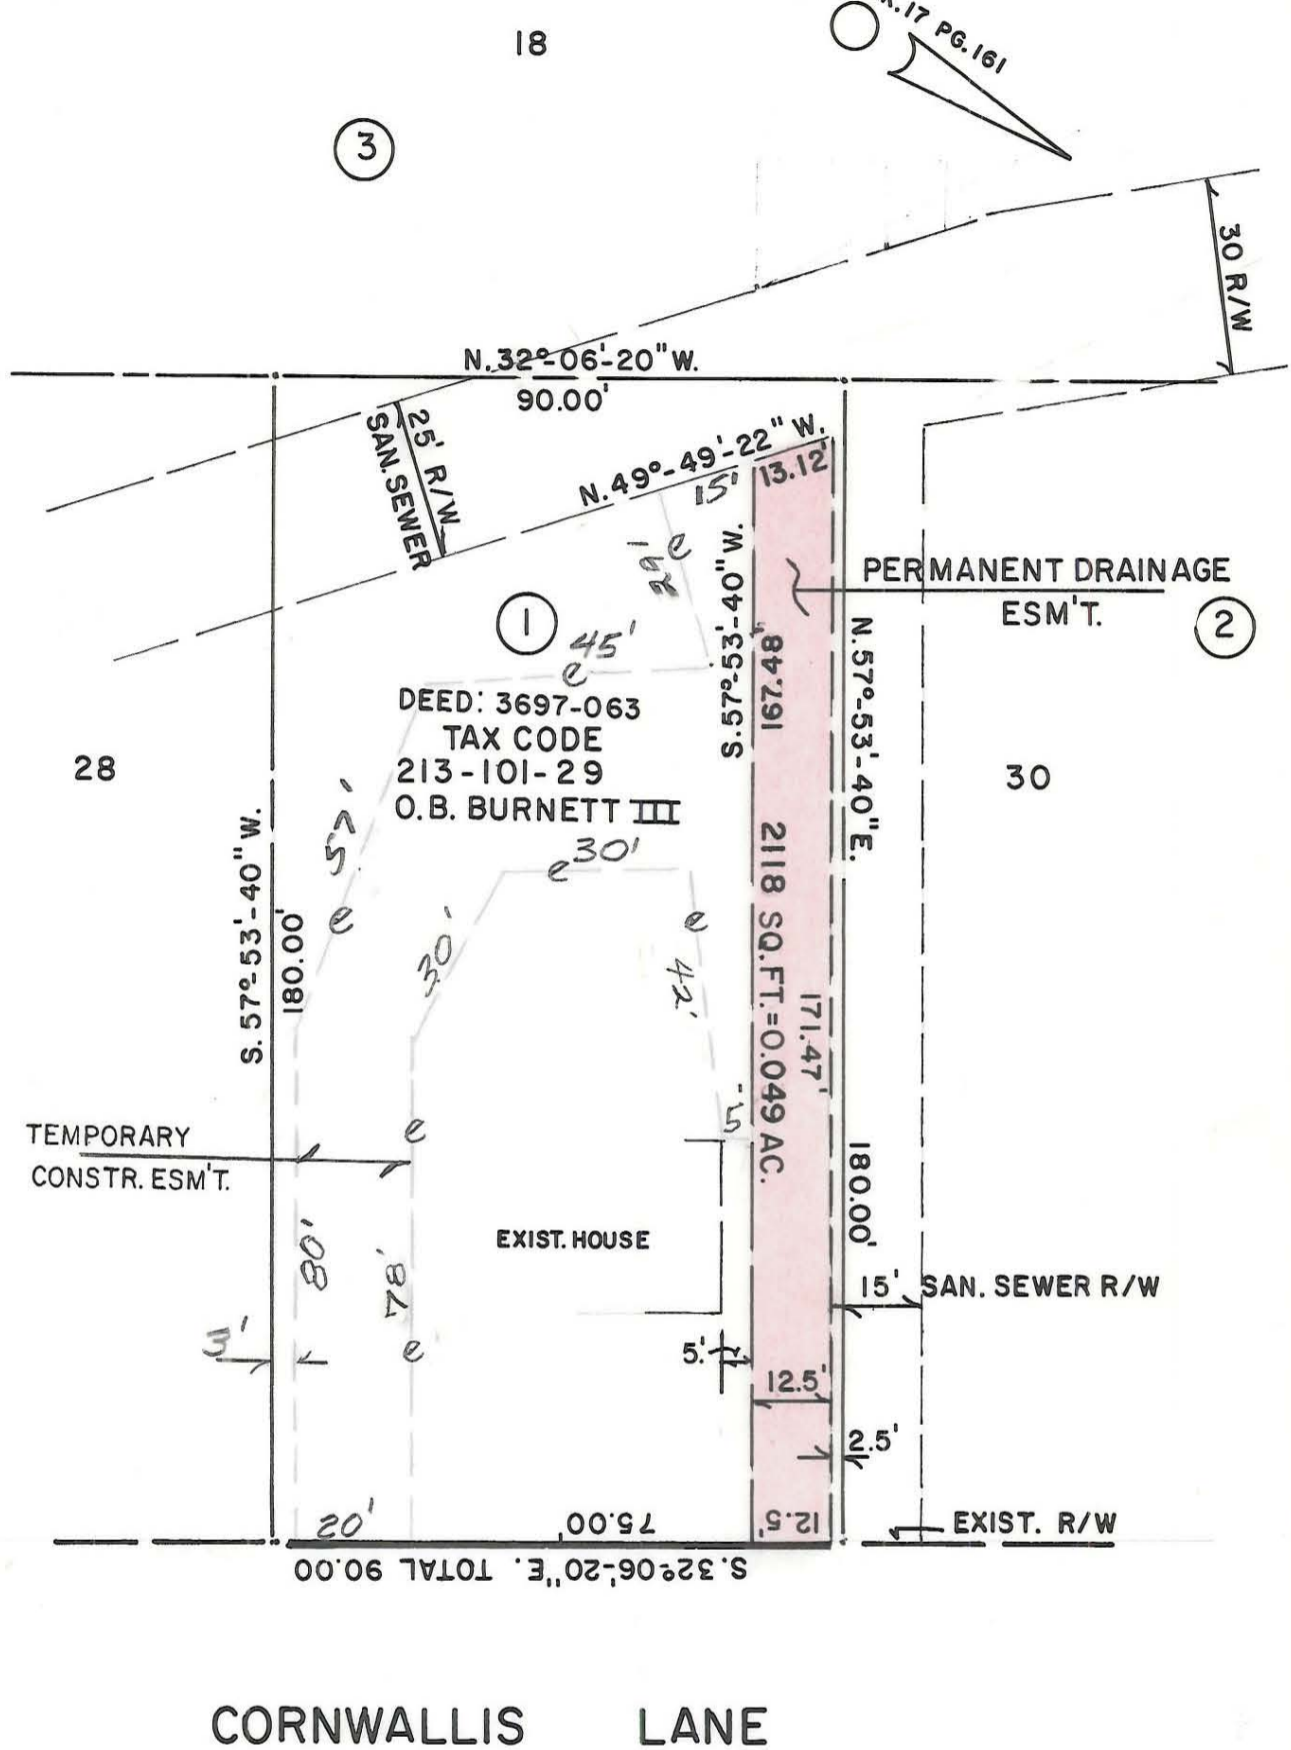 18
.17 PG.161
3
30 R/W
N.32°-06'-20"W.
90.00'
25' R/W
SAN.SEWER
N.49°-49'-22" W.
15'
13.12'
29'
e
S.57°-53'-40"W.
167.48'
PERMANENT DRAINAGE
ESM'T.
1
2
45'
e
N.57°-53'-40"E.
DEED: 3697-063
TAX CODE
213-101-29
O.B. BURNETT III
28
30
57'
e
S.57°-53'-40"W.
180.00'
30'
e
30'
e
42'
2118 SQ.FT.=0.049 AC.
171.47'
5'
TEMPORARY
CONSTR. ESM'T.
e
180.00'
EXIST. HOUSE
80'
78'
15' SAN. SEWER R/W
3'
e
5'
12.5'
2.5'
20'
75.00'
12.5'
EXIST. R/W
S.32°-06'-20"E. TOTAL 90.00
CORNWALLIS LANE